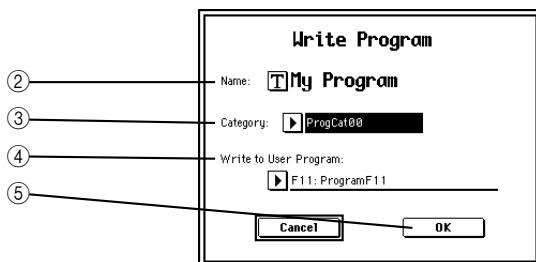 Write Program
② Name: T My Program
③ Category: ProgCat00
④ Write to User Program:
F11: ProgramF11
⑤ Cancel OK